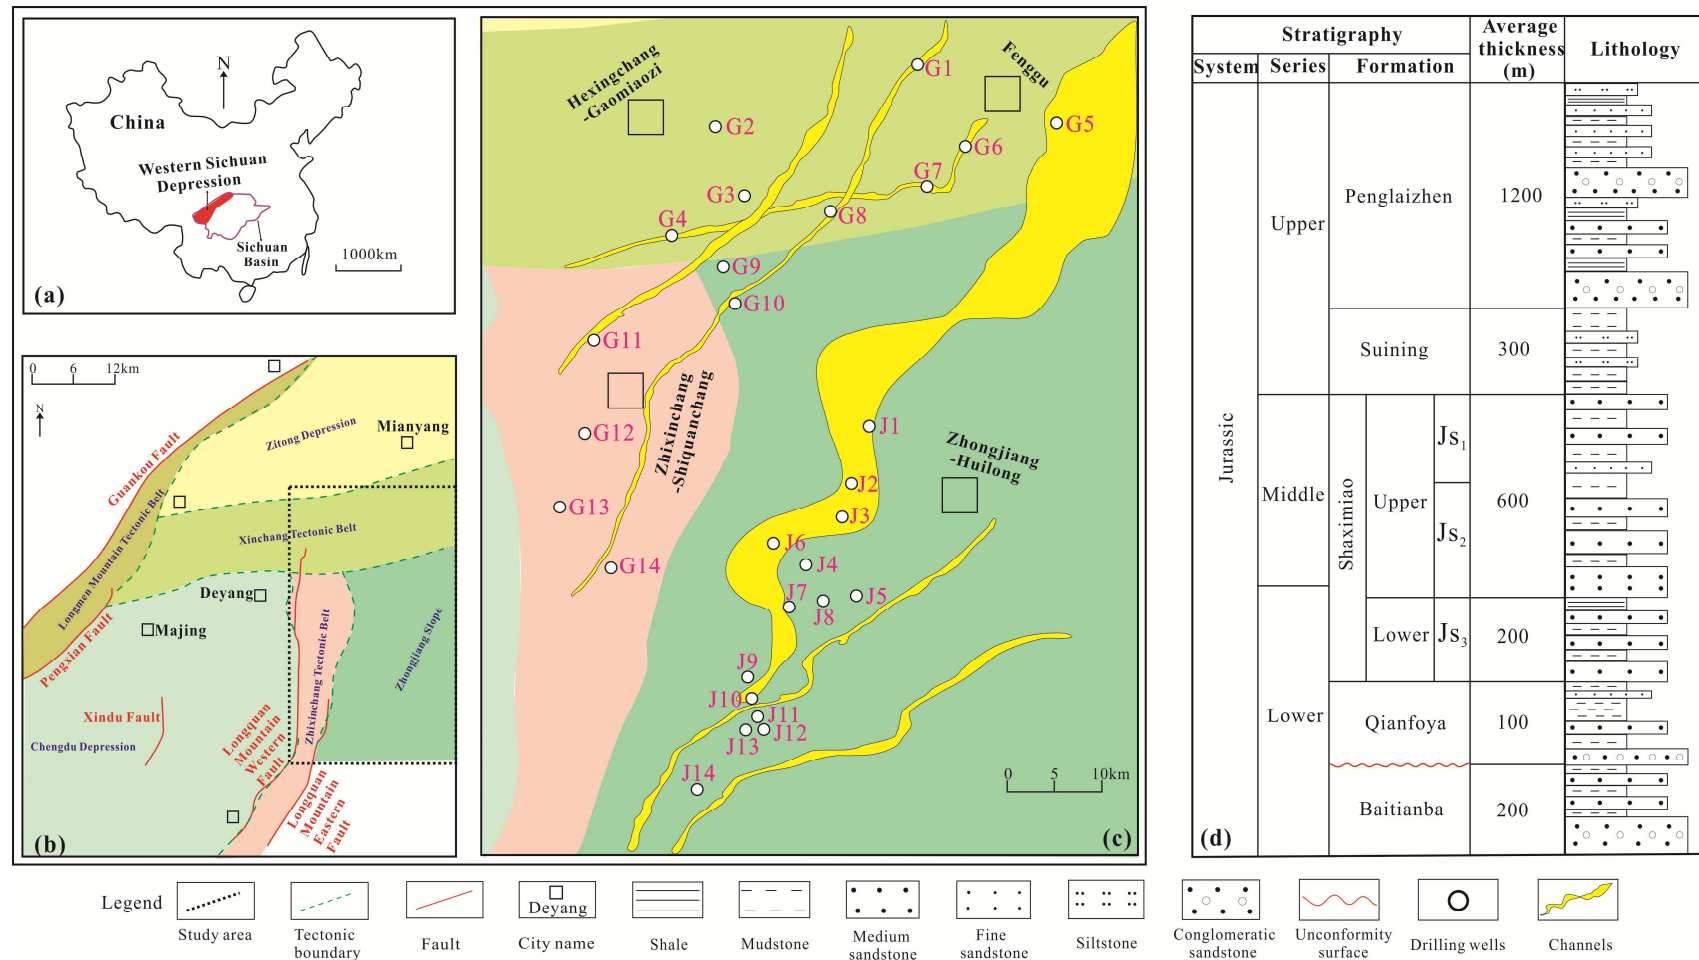 N
China
Western Sichuan
Depression
Sichuan
Basin
1000km
(a)
0 6 12km
N
Guankou Fault
Zitong Depression
Mianyang
Longmen Mountain Tectonic Belt
Xinchang Tectonic Belt
Deyang
Majing
Pengxian Fault
Zhixinchang Tectonic Belt
Zhongjiang Slope
Xindu Fault
Chengdu Depression
Longquan
Mountain
Western
Fault
Longquan
Mountain
Eastern
Fault
(b)
Hexingchang
-Gaomiaozi
Fenggu
G1
G2
G5
G6
G7
G3
G8
G4
G9
G10
G11
Zhixinchang
-Shiquanchang
G12
J1
Zhongjiang
-Huilong
J2
G13
J3
J6
G14
J4
J7
J8
J5
J9
J10
J11
J13
J12
J14
0 10km
(c)
Stratigraphy
Average
thickness
(m)
Lithology
System
Series
Formation
Jurassic
Upper
Penglaizhen
1200
Suining
300
Middle
Shaximiao
Upper
Js1
Js2
600
Lower
Lower
Js3
200
Qianfoya
100
Baitianba
200
(d)
Legend
Study area
Tectonic
boundary
Fault
Deyang
City name
Shale
Mudstone
Medium
sandstone
Fine
sandstone
Siltstone
Conglomeratic
sandstone
Unconformity
surface
Drilling wells
Channels